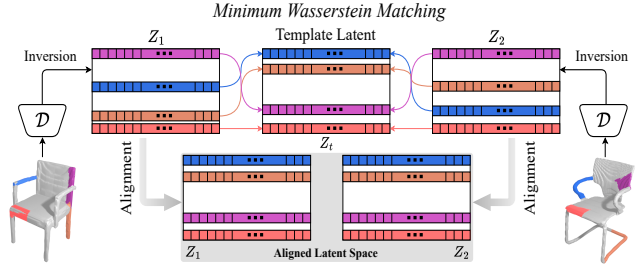 Minimum Wasserstein Matching
Z1 Template Latent Z2
Inversion Inversion
D D
Zt
Alignment Alignment
Z1 Z2
Aligned Latent Space